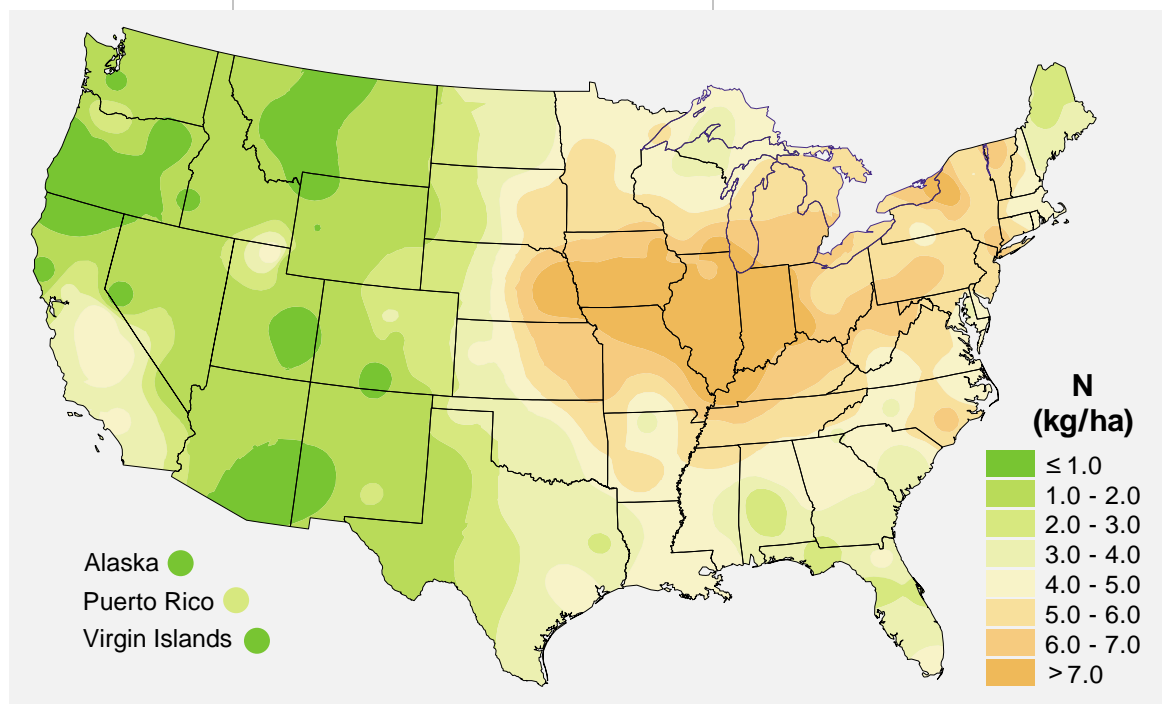 N
(kg/ha)
≤ 1.0
1.0 - 2.0
2.0 - 3.0
3.0 - 4.0
4.0 - 5.0
5.0 - 6.0
6.0 - 7.0
> 7.0
Alaska
Puerto Rico
Virgin Islands